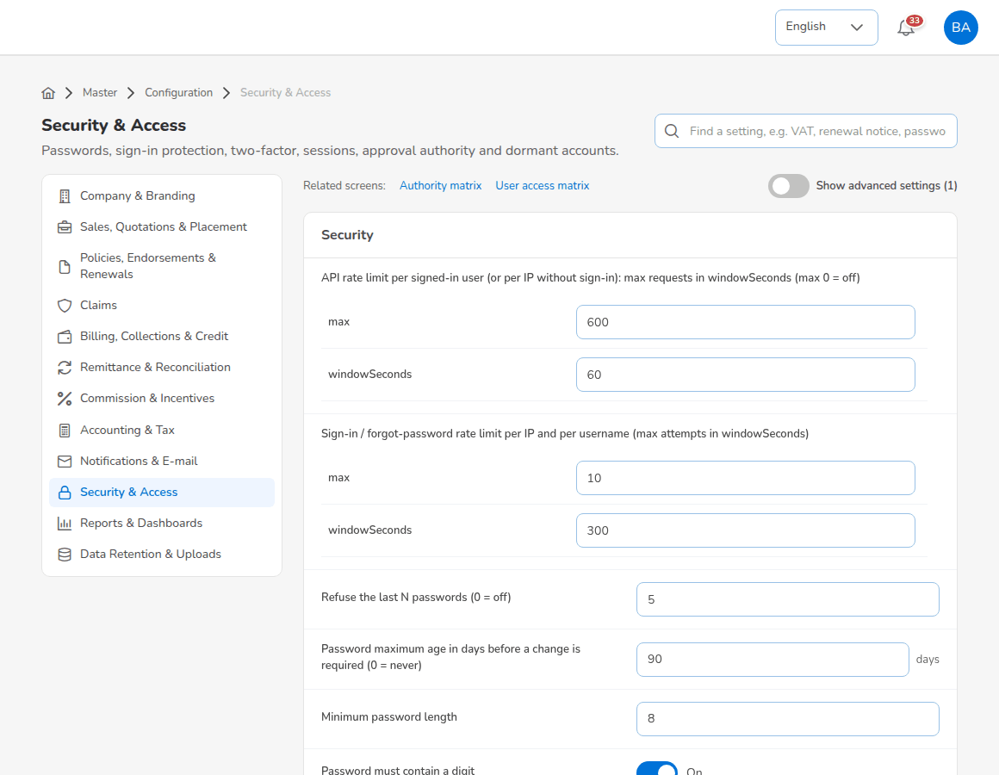 English
33
BA
Master
Configuration
Security & Access
Security & Access
Passwords, sign-in protection, two-factor, sessions, approval authority and dormant accounts.
Find a setting, e.g. VAT, renewal notice, passwo
Company & Branding
Sales, Quotations & Placement
Policies, Endorsements &
Renewals
Claims
Billing, Collections & Credit
Remittance & Reconciliation
Commission & Incentives
Accounting & Tax
Notifications & E-mail
Security & Access
Reports & Dashboards
Data Retention & Uploads
Related screens: Authority matrix User access matrix
Show advanced settings (1)
Security
API rate limit per signed-in user (or per IP without sign-in): max requests in windowSeconds (max 0 = off)
max 600
windowSeconds 60
Sign-in / forgot-password rate limit per IP and per username (max attempts in windowSeconds)
max 10
windowSeconds 300
Refuse the last N passwords (0 = off) 5
Password maximum age in days before a change is
required (0 = never)
90 days
Minimum password length 8
Password must contain a digit On